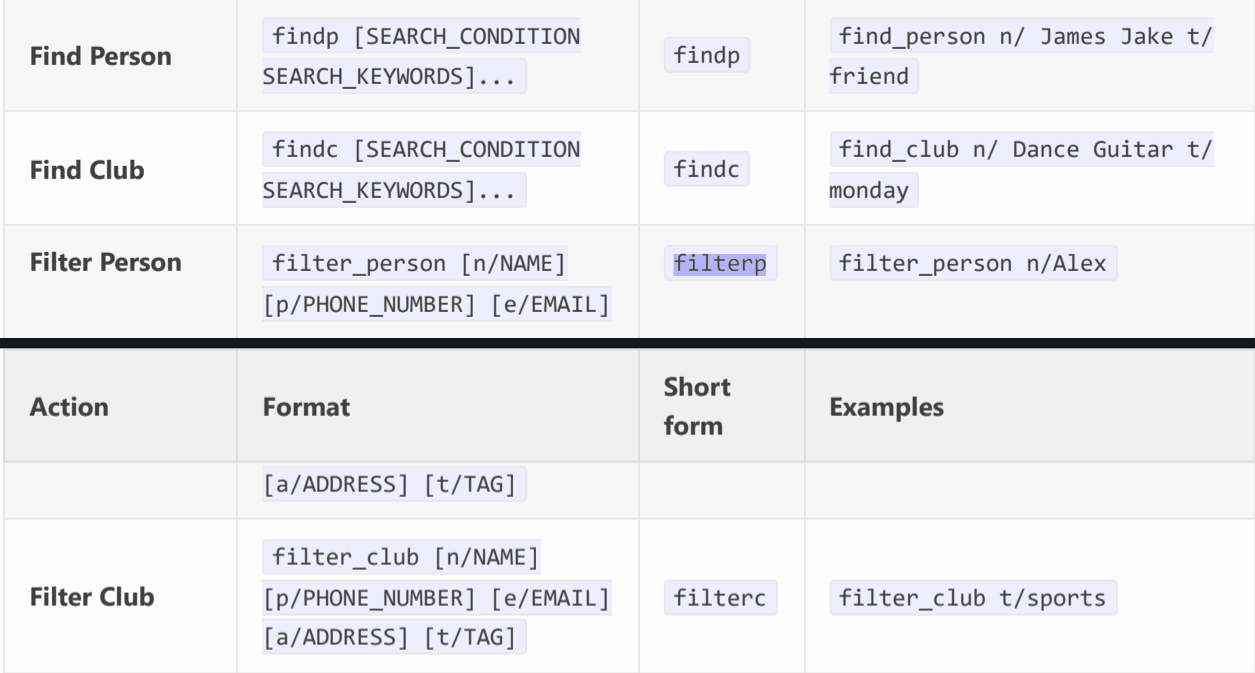 Find Person findp [SEARCH_CONDITION findp find_person n/ James Jake t/
SEARCH_KEYWORDS]... friend
Find Club findc [SEARCH_CONDITION findc find_club n/ Dance Guitar t/
SEARCH_KEYWORDS]... monday
Filter Person filter_person [n/NAME] filterp filter_person n/Alex
[p/PHONE_NUMBER] [e/EMAIL]
Action Format Short form Examples
[a/ADDRESS] [t/TAG]
Filter Club filter_club [n/NAME] filterc filter_club t/sports
[p/PHONE_NUMBER] [e/EMAIL]
[a/ADDRESS] [t/TAG]